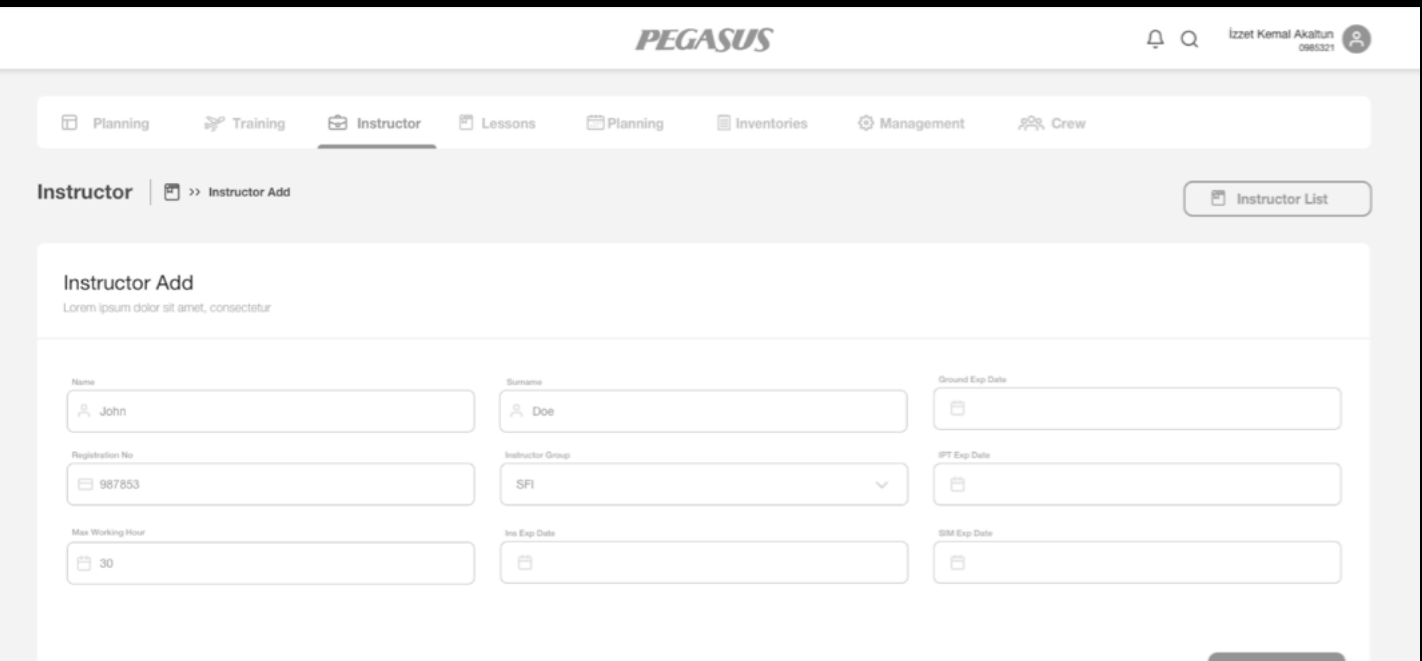 PEGASUS
İzzet Kemal Akaltun
0985321
Planning Training Instructor Lessons Planning Inventories Management Crew
Instructor >> Instructor Add
Instructor List
Instructor Add
Lorem ipsum dolor sit amet, consectetur
Name Surname Ground Exp Date
John Doe
Registration No Instructor Group IPT Exp Date
987853 SFI
Max Working Hour Ins Exp Date SIM Exp Date
30